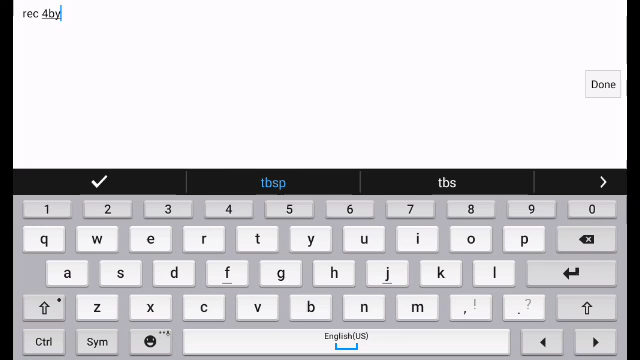 rec 4by
Done
tbsp tbs
1 2 3 4 5 6 7 8 9 0
q w e r t y u i o p
a s d f g h j k l
z x c v b n m , ! . ?
Ctrl Sym English(US)